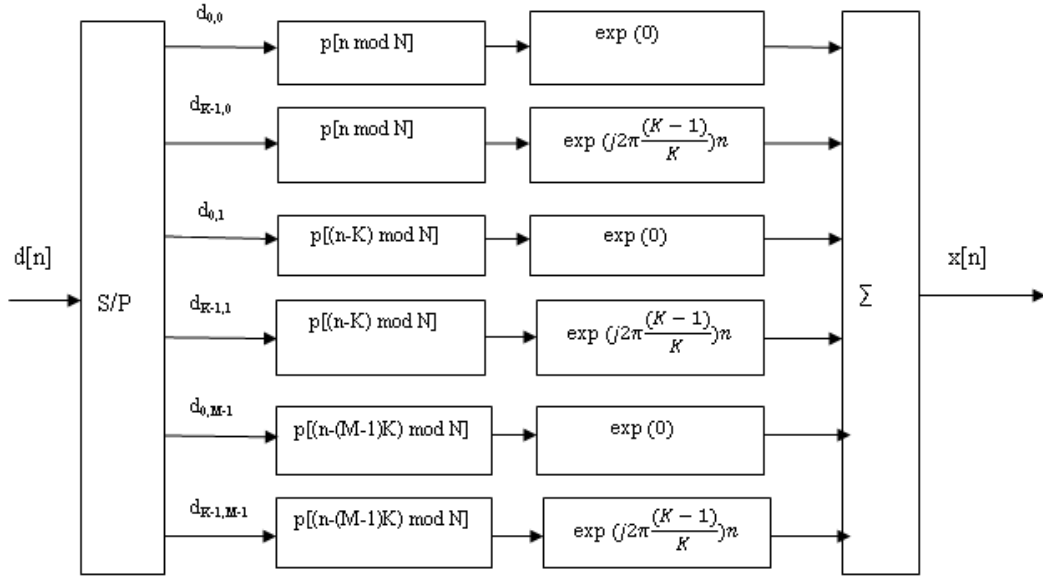 d0,0
p[n mod N]
exp (0)
dK-1,0
p[n mod N]
exp (j2π(K − 1)/K)n
d0,1
p[(n-K) mod N]
exp (0)
d[n]
S/P
Σ
x[n]
dK-1,1
p[(n-K) mod N]
exp (j2π(K − 1)/K)n
d0,M-1
p[(n-(M-1)K) mod N]
exp (0)
dK-1,M-1
p[(n-(M-1)K) mod N]
exp (j2π(K − 1)/K)n